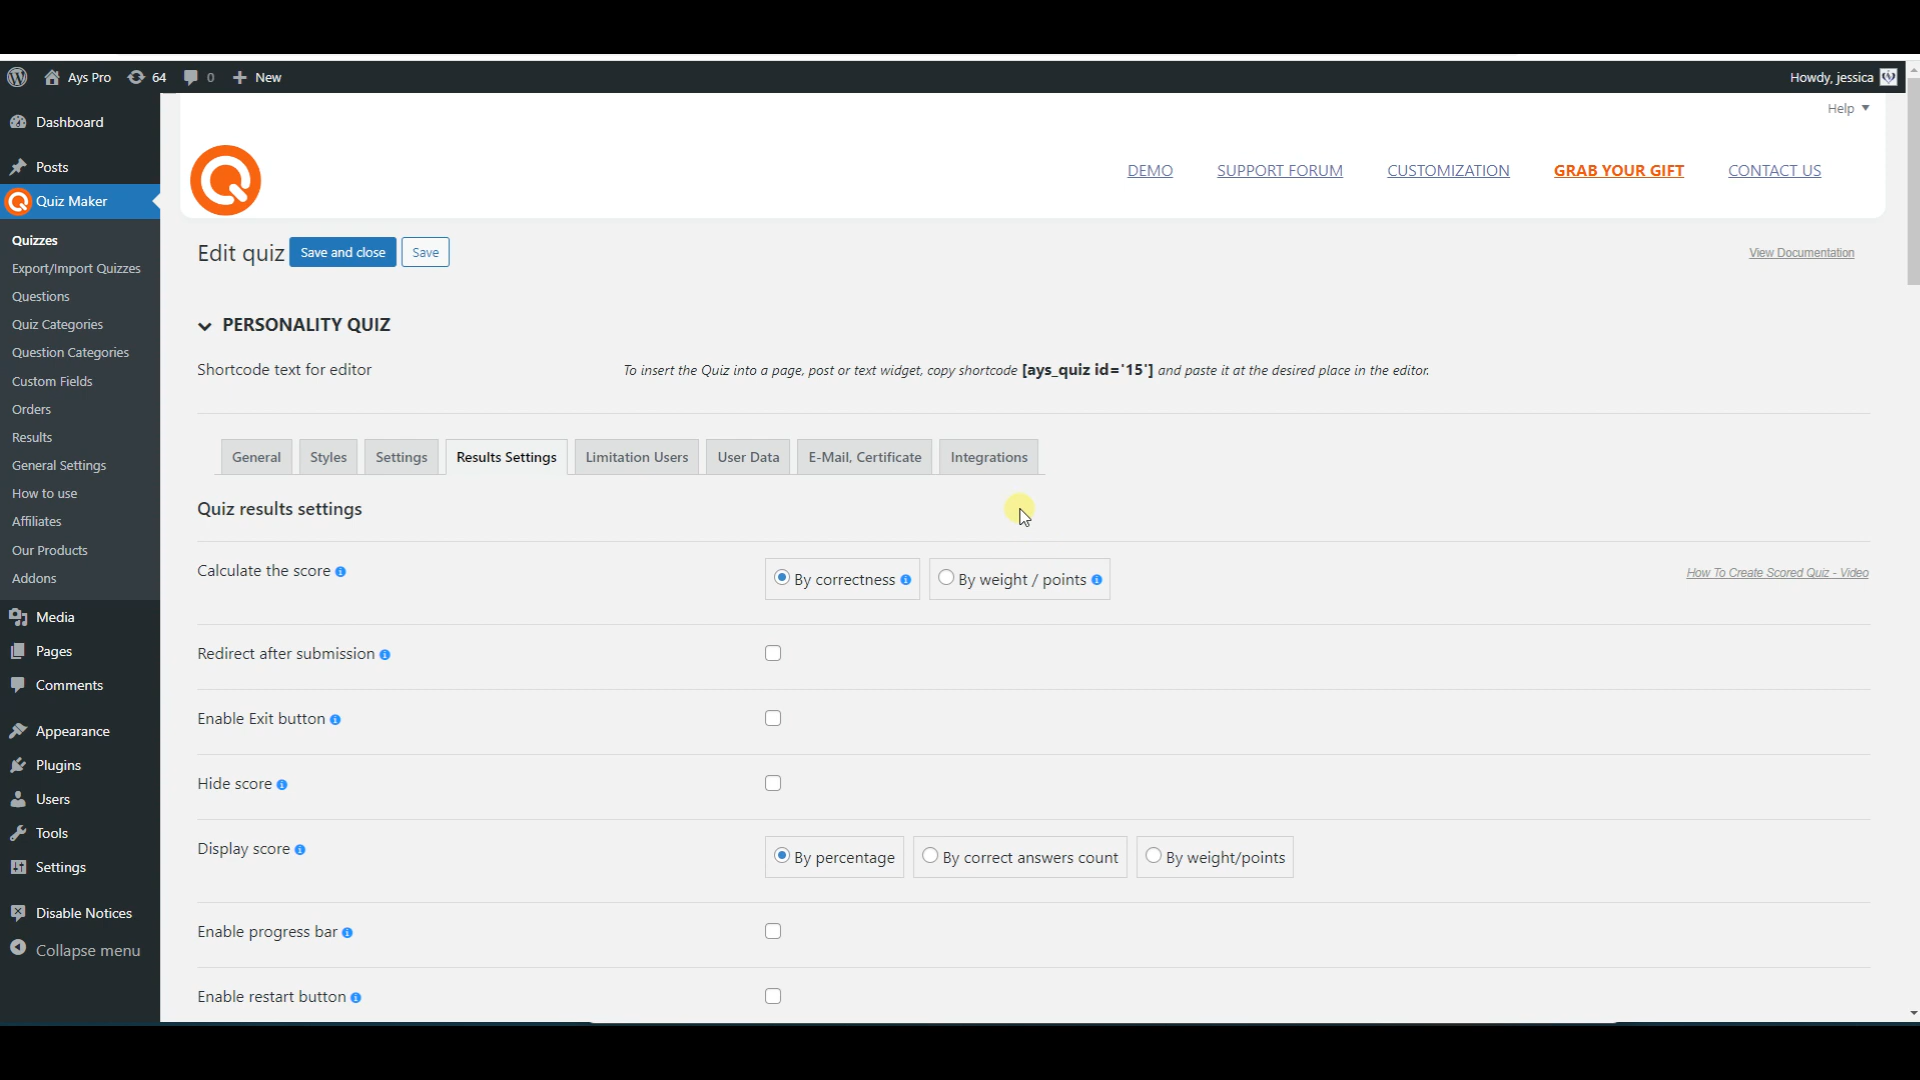 Ays Pro 64 0 New Howdy, jessica
Help
Dashboard
Posts
Quiz Maker
Quizzes
Export/Import Quizzes
Questions
Quiz Categories
Question Categories
Custom Fields
Orders
Results
General Settings
How to use
Affiliates
Our Products
Addons
Media
Pages
Comments
Appearance
Plugins
Users
Tools
Settings
Disable Notices
Collapse menu
DEMO SUPPORT FORUM CUSTOMIZATION GRAB YOUR GIFT CONTACT US
Edit quiz Save and close Save View Documentation
PERSONALITY QUIZ
Shortcode text for editor To insert the Quiz into a page, post or text widget, copy shortcode [ays_quiz id='15'] and paste it at the desired place in the editor.
General Styles Settings Results Settings Limitation Users User Data E-Mail, Certificate Integrations
Quiz results settings
Calculate the score By correctness By weight / points How To Create Scored Quiz - Video
Redirect after submission
Enable Exit button
Hide score
Display score By percentage By correct answers count By weight/points
Enable progress bar
Enable restart button